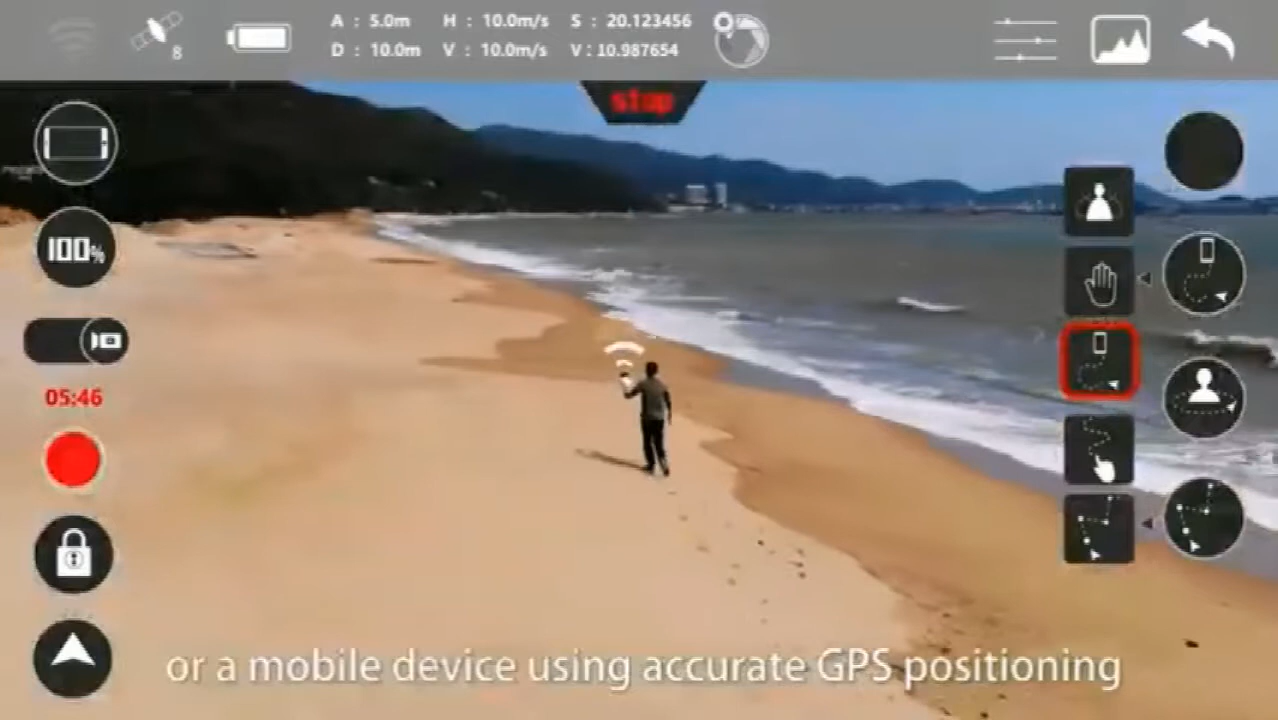 A : 5.0m H : 10.0m/s S : 20.123456
D : 10.0m V : 10.0m/s V : 10.987654
8
stop
100%
05:46
or a mobile device using accurate GPS positioning